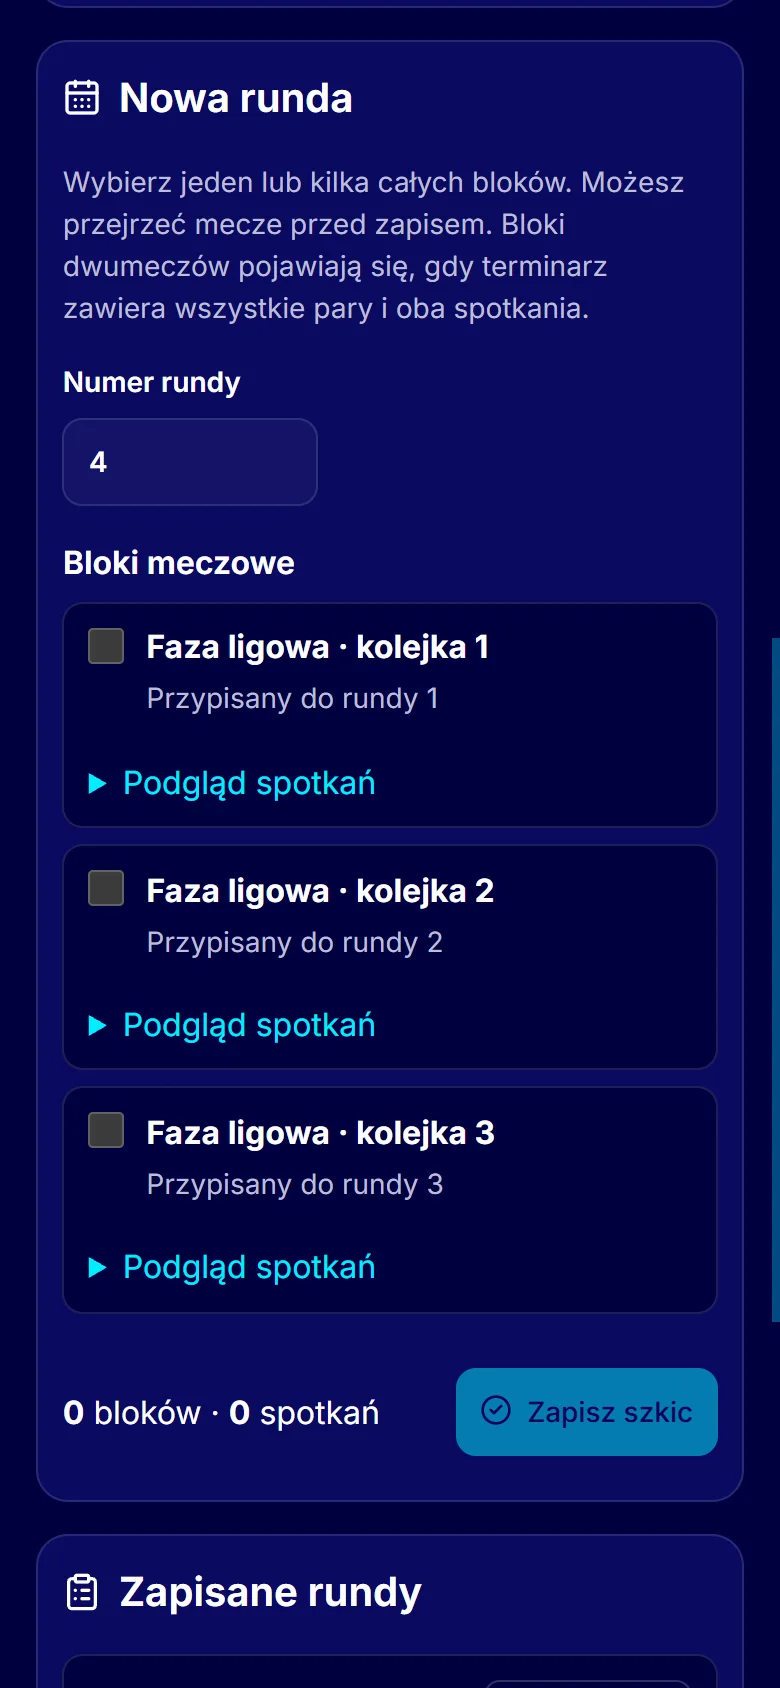 Nowa runda
Wybierz jeden lub kilka całych bloków. Możesz
przejrzeć mecze przed zapisem. Bloki
dwumeczów pojawiają się, gdy terminarz
zawiera wszystkie pary i oba spotkania.
Numer rundy
4
Bloki meczowe
Faza ligowa · kolejka 1
Przypisany do rundy 1
Podgląd spotkań
Faza ligowa · kolejka 2
Przypisany do rundy 2
Podgląd spotkań
Faza ligowa · kolejka 3
Przypisany do rundy 3
Podgląd spotkań
0 bloków · 0 spotkań
Zapisz szkic
Zapisane rundy